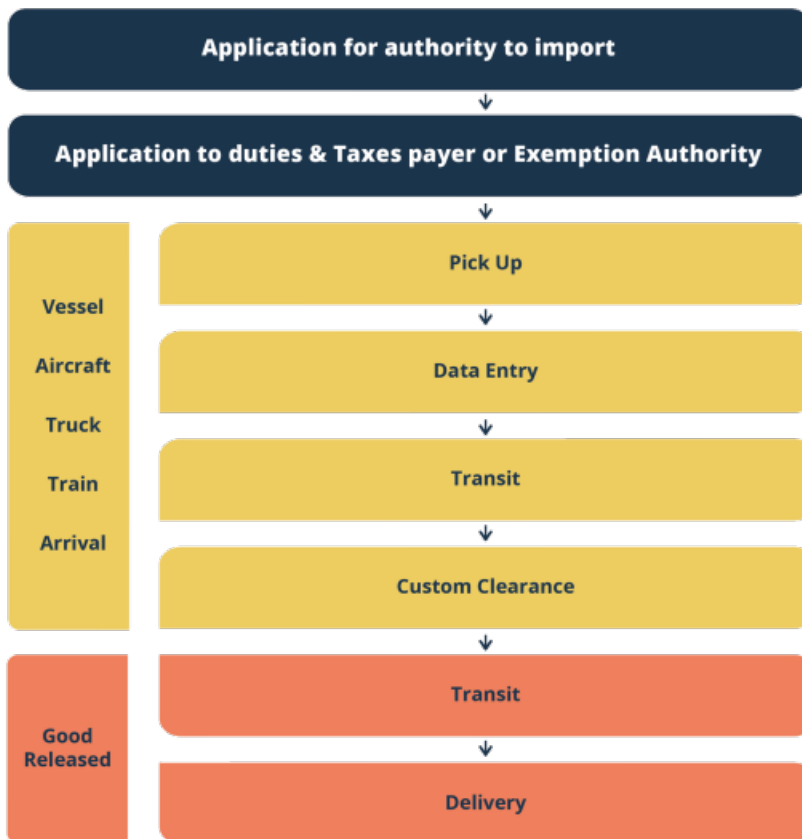 Application for authority to import
Application to duties & Taxes payer or Exemption Authority
Vessel
Aircraft
Truck
Train
Arrival
Pick Up
Data Entry
Transit
Custom Clearance
Good
Released
Transit
Delivery